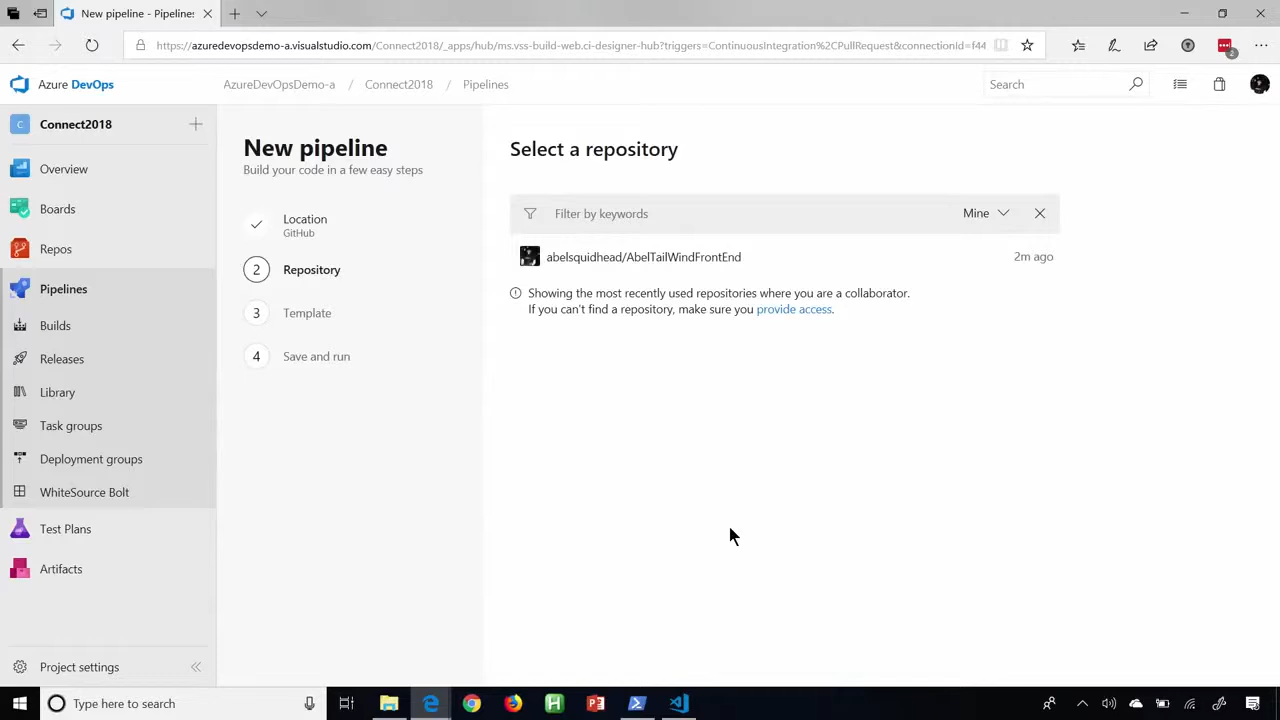 New pipeline - Pipelines
https://azuredevopsdemo-a.visualstudio.com/Connect2018/_apps/hub/ms.vss-build-web.ci-designer-hub?triggers=ContinuousIntegration%2CPullRequest&connectionId=f44
2
Azure DevOps
AzureDevOpsDemo-a / Connect2018 / Pipelines
Search
C Connect2018
Overview
Boards
Repos
Pipelines
Builds
Releases
Library
Task groups
Deployment groups
WhiteSource Bolt
Test Plans
Artifacts
Project settings
New pipeline
Build your code in a few easy steps
Location
GitHub
2 Repository
3 Template
4 Save and run
Select a repository
Filter by keywords
Mine
abelsquidhead/AbelTailWindFrontEnd
2m ago
Showing the most recently used repositories where you are a collaborator.
If you can't find a repository, make sure you provide access.
Type here to search